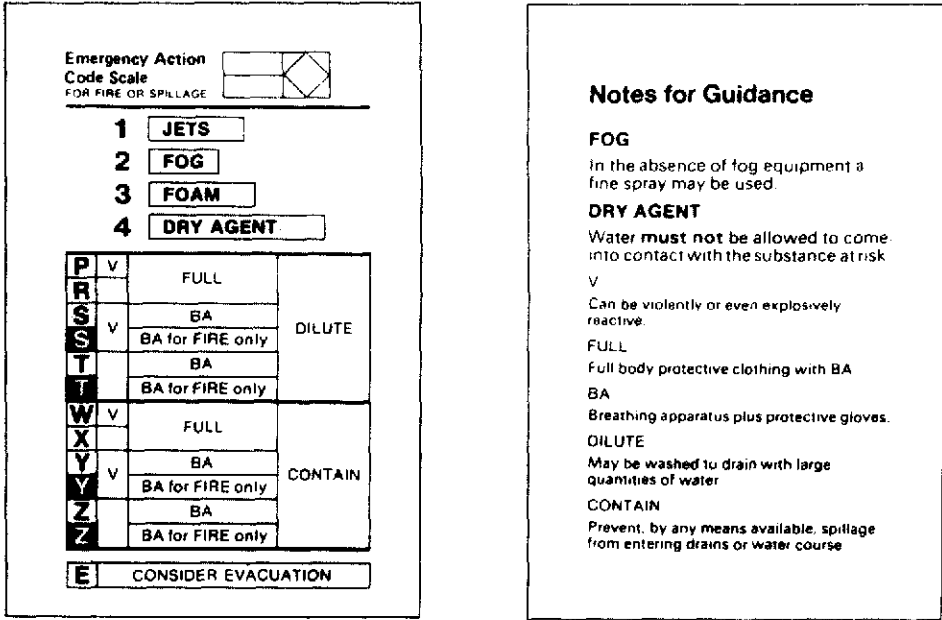 Emergency Action
Code Scale
FOR FIRE OR SPILLAGE
1 JETS
2 FOG
3 FOAM
4 DRY AGENT
P V FULL DILUTE
R
S V BA
S BA for FIRE only
T BA
T BA for FIRE only
W V FULL CONTAIN
X
Y V BA
Y BA for FIRE only
Z BA
Z BA for FIRE only
E CONSIDER EVACUATION
Notes for Guidance
FOG
In the absence of fog equipment a
fine spray may be used.
DRY AGENT
Water must not be allowed to come
into contact with the substance at risk
V
Can be violently or even explosively
reactive.
FULL
Full body protective clothing with BA
BA
Breathing apparatus plus protective gloves.
DILUTE
May be washed to drain with large
quantities of water
CONTAIN
Prevent, by any means available, spillage
from entering drains or water course